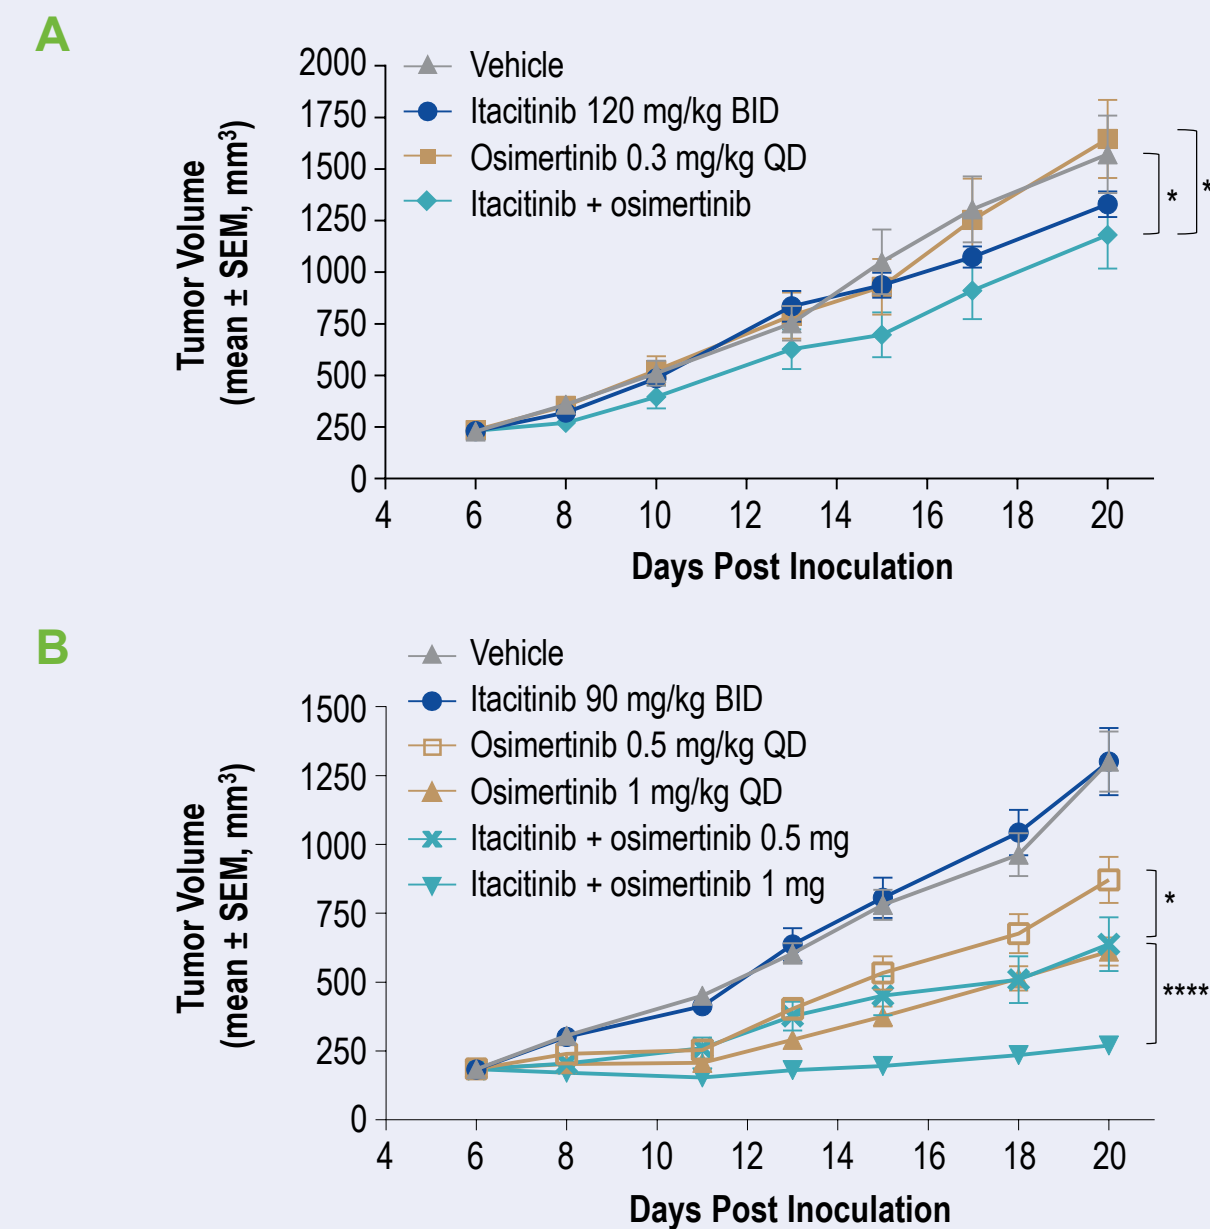 A
2000
1750
1500
1250
1000
750
500
250
0
Tumor Volume
(mean ± SEM, mm³)
Vehicle
Itacitinib 120 mg/kg BID
Osimertinib 0.3 mg/kg QD
Itacitinib + osimertinib
*
*
4 6 8 10 12 14 16 18 20
Days Post Inoculation
B
1500
1250
1000
750
500
250
0
Tumor Volume
(mean ± SEM, mm³)
Vehicle
Itacitinib 90 mg/kg BID
Osimertinib 0.5 mg/kg QD
Osimertinib 1 mg/kg QD
Itacitinib + osimertinib 0.5 mg
Itacitinib + osimertinib 1 mg
*
****
4 6 8 10 12 14 16 18 20
Days Post Inoculation